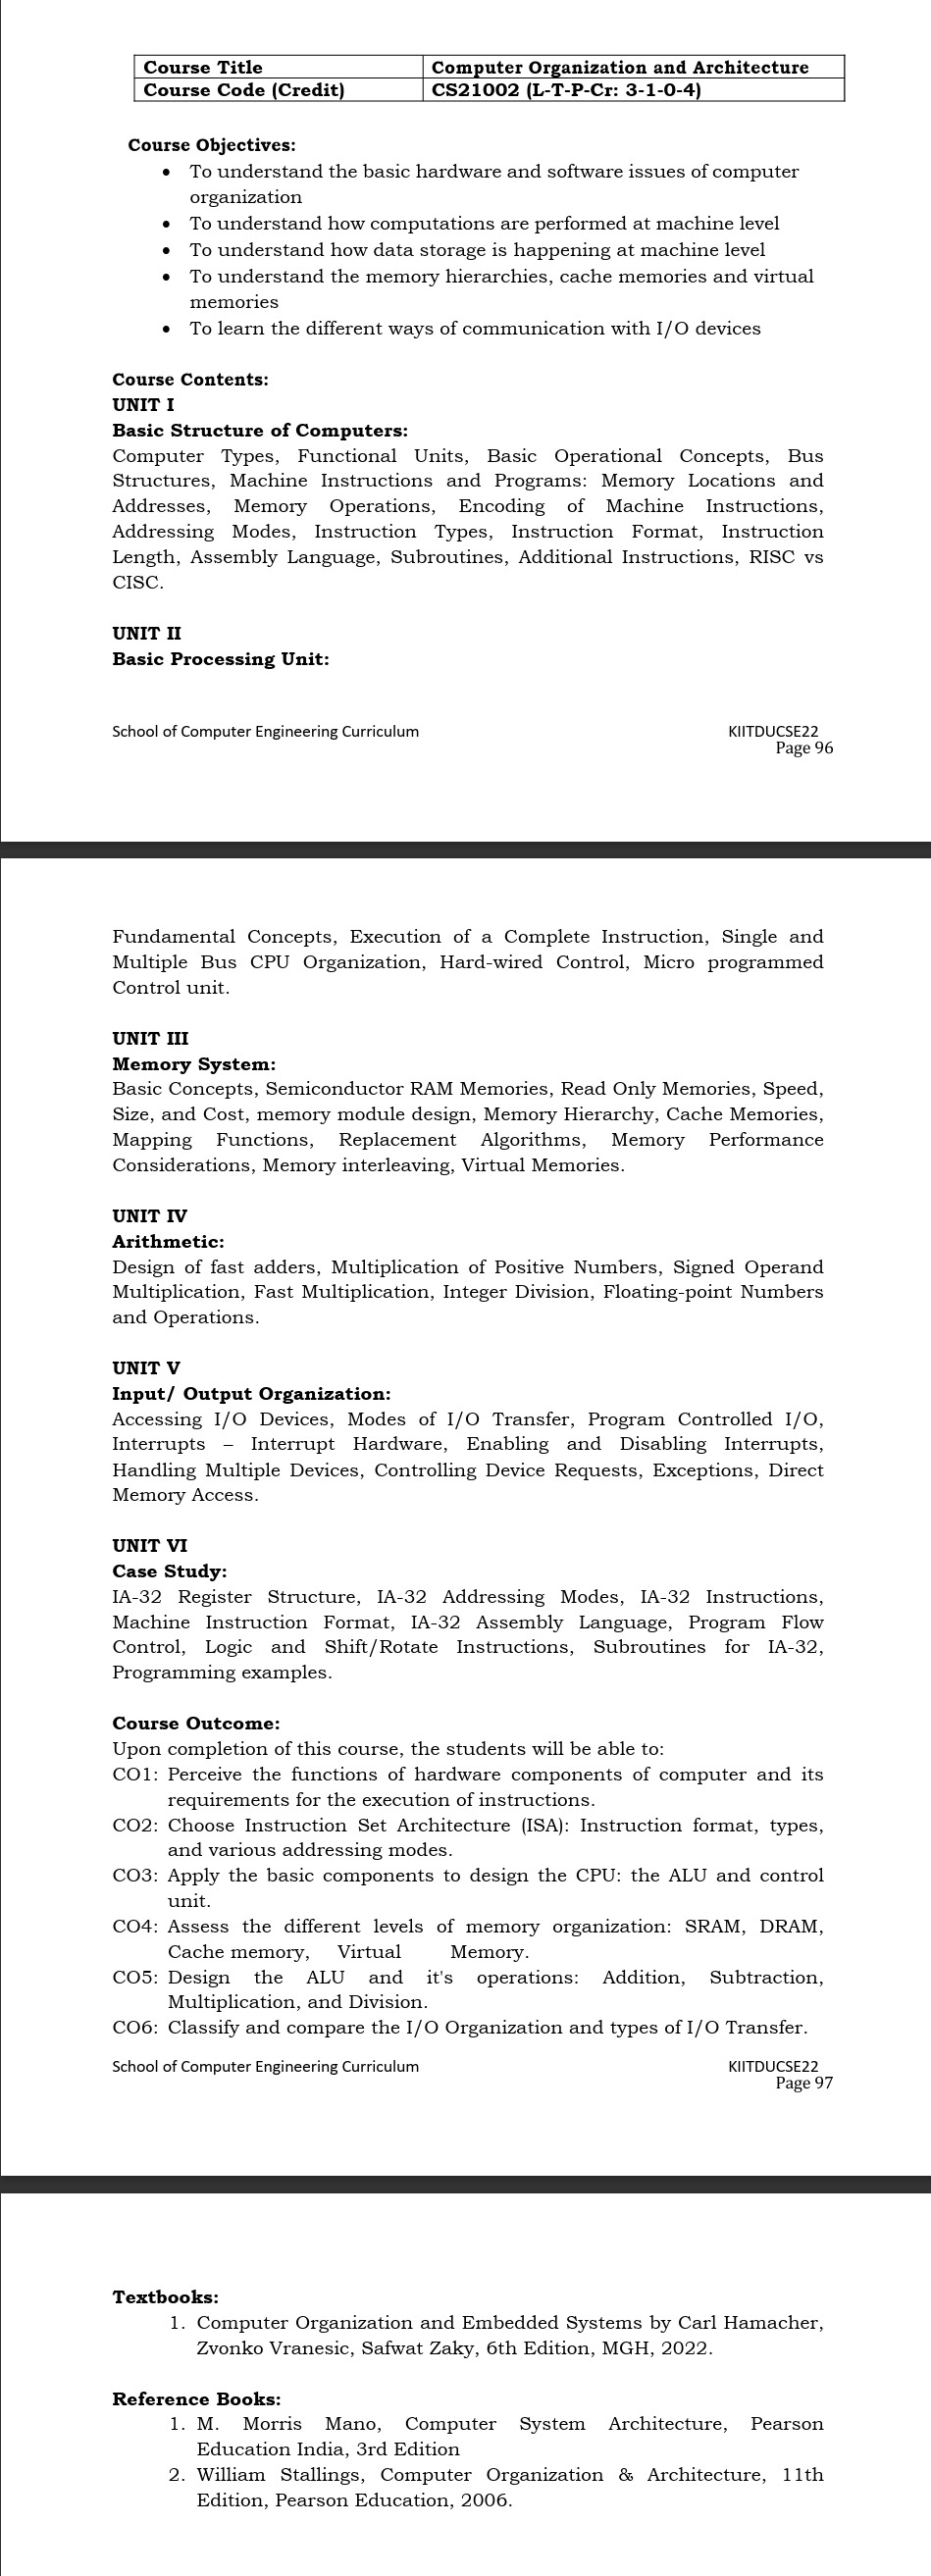 Course Title Computer Organization and Architecture
Course Code (Credit) CS21002 (L-T-P-Cr: 3-1-0-4)
Course Objectives:
• To understand the basic hardware and software issues of computer
organization
• To understand how computations are performed at machine level
• To understand how data storage is happening at machine level
• To understand the memory hierarchies, cache memories and virtual
memories
• To learn the different ways of communication with I/O devices
Course Contents:
UNIT I
Basic Structure of Computers:
Computer Types, Functional Units, Basic Operational Concepts, Bus
Structures, Machine Instructions and Programs: Memory Locations and
Addresses, Memory Operations, Encoding of Machine Instructions,
Addressing Modes, Instruction Types, Instruction Format, Instruction
Length, Assembly Language, Subroutines, Additional Instructions, RISC vs
CISC.
UNIT II
Basic Processing Unit:
School of Computer Engineering Curriculum KIITDUCSE22
Page 96
Fundamental Concepts, Execution of a Complete Instruction, Single and
Multiple Bus CPU Organization, Hard-wired Control, Micro programmed
Control unit.
UNIT III
Memory System:
Basic Concepts, Semiconductor RAM Memories, Read Only Memories, Speed,
Size, and Cost, memory module design, Memory Hierarchy, Cache Memories,
Mapping Functions, Replacement Algorithms, Memory Performance
Considerations, Memory interleaving, Virtual Memories.
UNIT IV
Arithmetic:
Design of fast adders, Multiplication of Positive Numbers, Signed Operand
Multiplication, Fast Multiplication, Integer Division, Floating-point Numbers
and Operations.
UNIT V
Input/ Output Organization:
Accessing I/O Devices, Modes of I/O Transfer, Program Controlled I/O,
Interrupts – Interrupt Hardware, Enabling and Disabling Interrupts,
Handling Multiple Devices, Controlling Device Requests, Exceptions, Direct
Memory Access.
UNIT VI
Case Study:
IA-32 Register Structure, IA-32 Addressing Modes, IA-32 Instructions,
Machine Instruction Format, IA-32 Assembly Language, Program Flow
Control, Logic and Shift/Rotate Instructions, Subroutines for IA-32,
Programming examples.
Course Outcome:
Upon completion of this course, the students will be able to:
CO1: Perceive the functions of hardware components of computer and its
requirements for the execution of instructions.
CO2: Choose Instruction Set Architecture (ISA): Instruction format, types,
and various addressing modes.
CO3: Apply the basic components to design the CPU: the ALU and control
unit.
CO4: Assess the different levels of memory organization: SRAM, DRAM,
Cache memory, Virtual Memory.
CO5: Design the ALU and it's operations: Addition, Subtraction,
Multiplication, and Division.
CO6: Classify and compare the I/O Organization and types of I/O Transfer.
School of Computer Engineering Curriculum KIITDUCSE22
Page 97
Textbooks:
1. Computer Organization and Embedded Systems by Carl Hamacher,
Zvonko Vranesic, Safwat Zaky, 6th Edition, MGH, 2022.
Reference Books:
1. M. Morris Mano, Computer System Architecture, Pearson
Education India, 3rd Edition
2. William Stallings, Computer Organization & Architecture, 11th
Edition, Pearson Education, 2006.